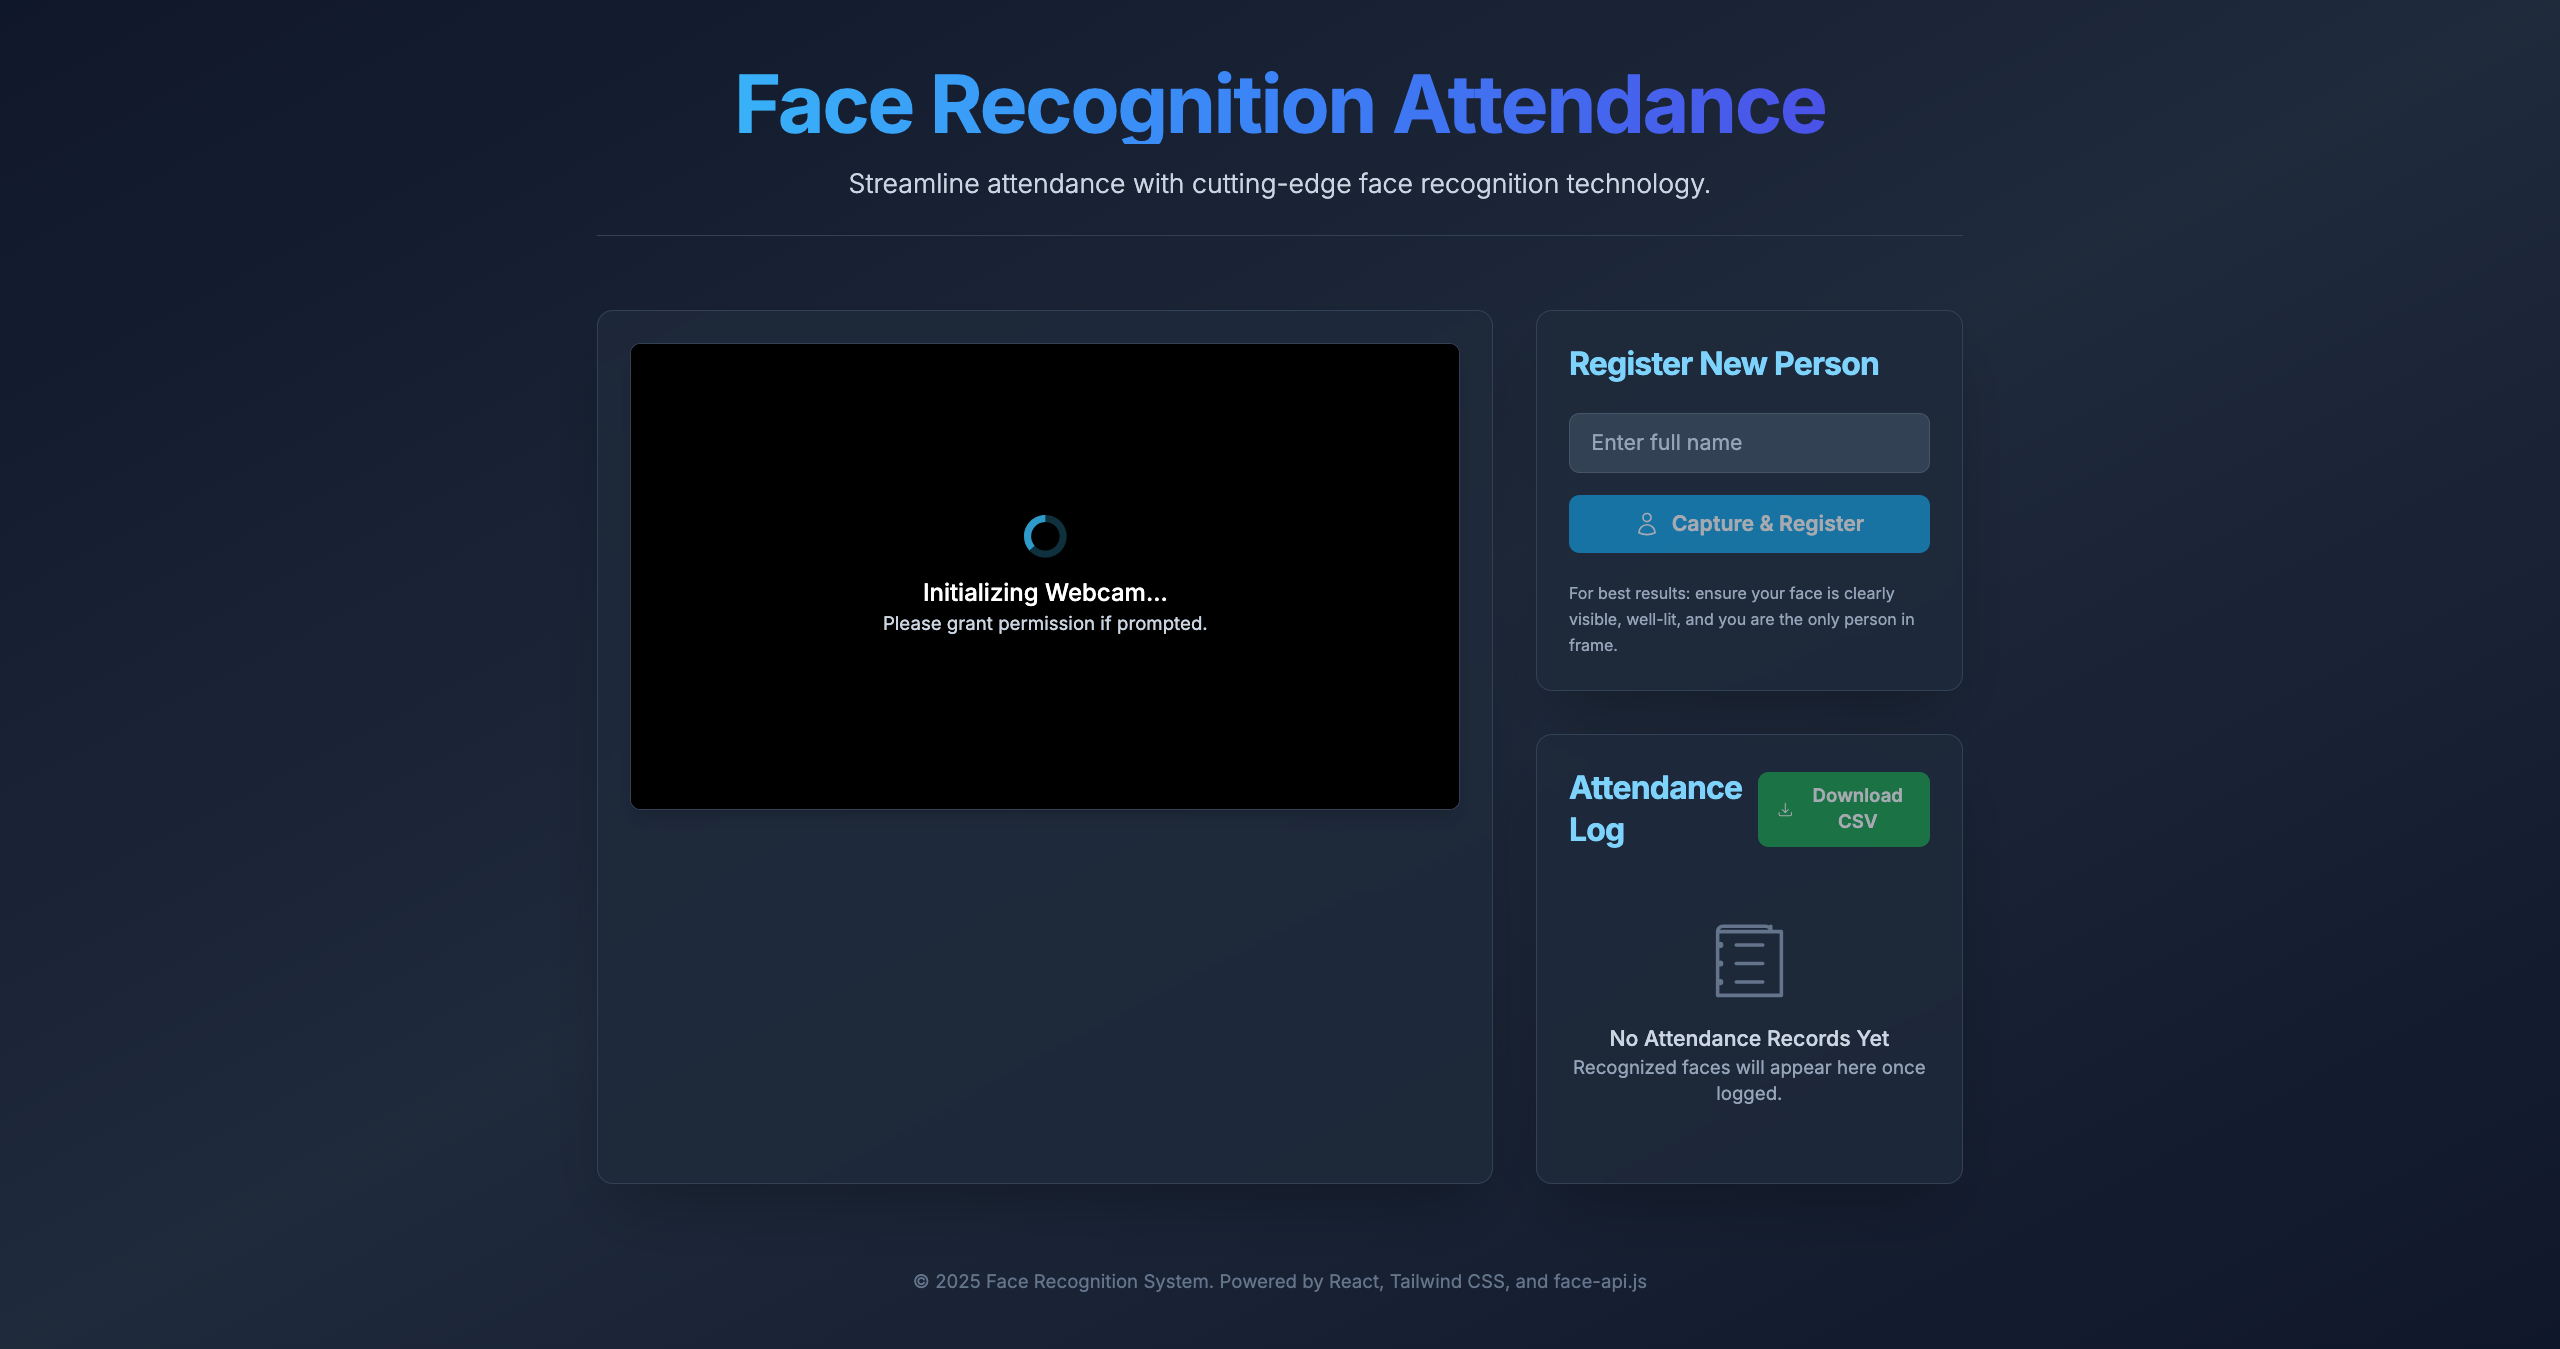 Face Recognition Attendance
Streamline attendance with cutting-edge face recognition technology.
Initializing Webcam...
Please grant permission if prompted.
Register New Person
Enter full name
Capture & Register
For best results: ensure your face is clearly
visible, well-lit, and you are the only person in
frame.
Attendance
Log
Download
CSV
No Attendance Records Yet
Recognized faces will appear here once
logged.
© 2025 Face Recognition System. Powered by React, Tailwind CSS, and face-api.js